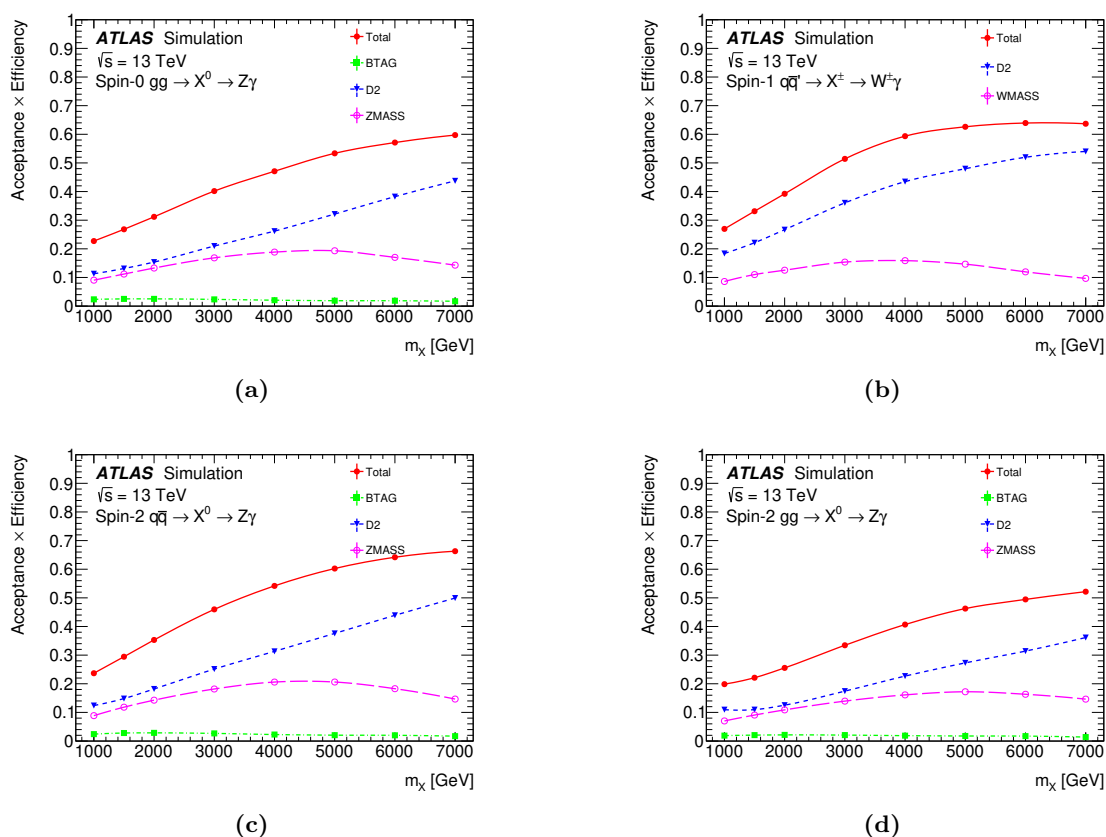 Acceptance × Efficiency
1
0.9
0.8
0.7
0.6
0.5
0.4
0.3
0.2
0.1
0
ATLAS Simulation
√s = 13 TeV
Spin-0 gg → X⁰ → Zγ
Total
BTAG
D2
ZMASS
1000 2000 3000 4000 5000 6000 7000
m_X [GeV]
(a)
Acceptance × Efficiency
1
0.9
0.8
0.7
0.6
0.5
0.4
0.3
0.2
0.1
0
ATLAS Simulation
√s = 13 TeV
Spin-1 qq̅' → X^± → W^±γ
Total
D2
WMASS
1000 2000 3000 4000 5000 6000 7000
m_X [GeV]
(b)
Acceptance × Efficiency
1
0.9
0.8
0.7
0.6
0.5
0.4
0.3
0.2
0.1
0
ATLAS Simulation
√s = 13 TeV
Spin-2 qq̅ → X⁰ → Zγ
Total
BTAG
D2
ZMASS
1000 2000 3000 4000 5000 6000 7000
m_X [GeV]
(c)
Acceptance × Efficiency
1
0.9
0.8
0.7
0.6
0.5
0.4
0.3
0.2
0.1
0
ATLAS Simulation
√s = 13 TeV
Spin-2 gg → X⁰ → Zγ
Total
BTAG
D2
ZMASS
1000 2000 3000 4000 5000 6000 7000
m_X [GeV]
(d)